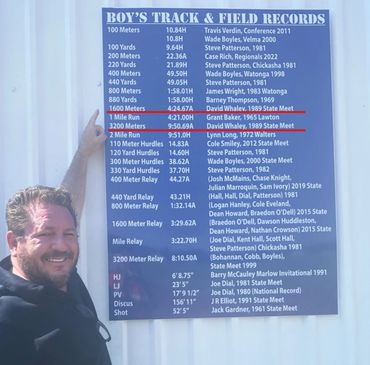 BOY'S TRACK & FIELD RECORDS
100 Meters 10.84H Travis Verdin, Conference 2011
10.8H Wade Boyles, Velma 2000
100 Yards 9.64H Steve Patterson, 1981
200 Meters 22.36A Case Rich, Regionals 2022
220 Yards 21.89H Steve Patterson, Chickasha 1981
400 Meters 49.50H Wade Boyles, Watonga 1998
440 Yards 49.05H Steve Patterson, 1981
800 Meters 1:58.01H James Wright, 1983 Watonga
880 Yards 1:58.00H Barney Thompson, 1969
1600 Meters 4:24.67A David Whaley, 1989 State Meet
1 Mile Run 4:21.00H Grant Baker, 1965 Lawton
3200 Meters 9:50.69A David Whaley, 1989 State Meet
2 Mile Run 9:51.0H Lynn Long, 1972 Walters
110 Meter Hurdles 14.83A Cole Smiley, 2012 State Meet
120 Yard Hurdles 14.60H Steve Patterson, 1981
300 Meter Hurdles 38.62A Wade Boyles, 2000 State Meet
330 Yard Hurdles 37.70H Steve Patterson, 1982
400 Meter Relay 44.27A (Josh McMains, Chase Knight,
Julian Marroquin, Sam Ivory) 2019 State
440 Yard Relay 43.21H (Hall, Hall, Dial, Patterson) 1981
800 Meter Relay 1:32.14H (Logan Hanley, Cole Eveland,
Dean Howard, Braedon O'Dell) 2015 State
1600 Meter Relay 3:29.62A (Braedon O'Dell, Dawson Huddleston,
Dean Howard, Nathan Crowson) 2015 State
Mile Relay 3:22.70H (Joe Dial, Kent Hall, Scott Hall,
Steve Patterson) Chickasha 1981
3200 Meter Relay 8:10.50A (Bohannan, Cobb, Boyles),
State Meet 1999
HJ 6'8.75" Barry McCauley Marlow Invitational 1991
LJ 23'5" Joe Dial, 1981 State Meet
PV 17'9 1/2" Joe Dial, 1980 (National Record)
Discus 156'11" J R Elliot, 1991 State Meet
Shot 52'5" Jack Gardner, 1961 State Meet